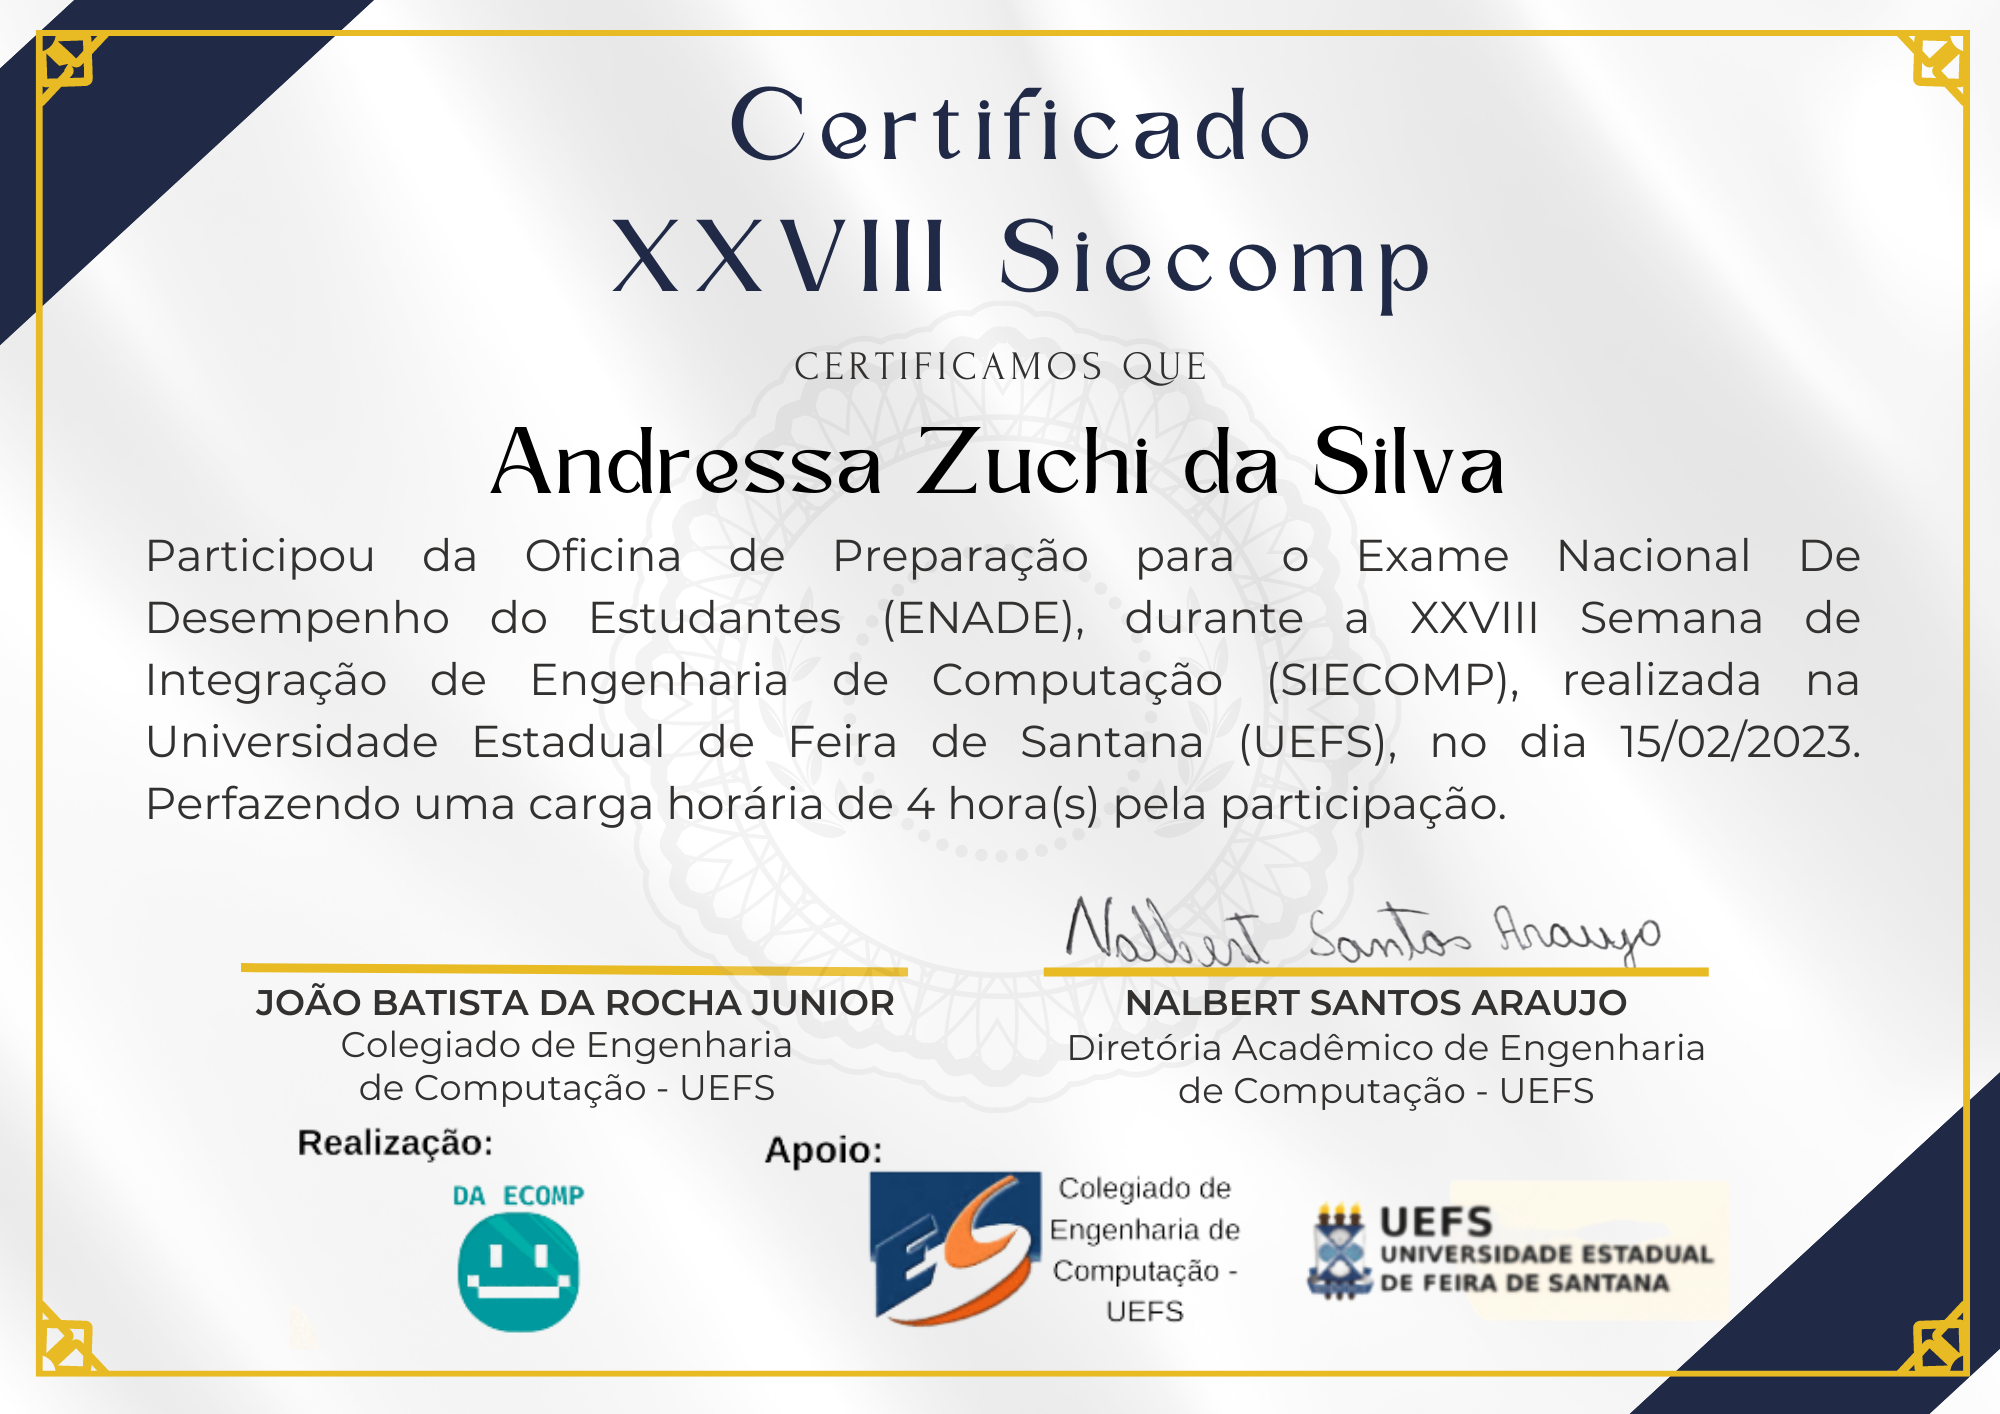 Certificado
XXVIII Siecomp
CERTIFICAMOS QUE
Andressa Zuchi da Silva
Participou da Oficina de Preparação para o Exame Nacional De
Desempenho do Estudantes (ENADE), durante a XXVIII Semana de
Integração de Engenharia de Computação (SIECOMP), realizada na
Universidade Estadual de Feira de Santana (UEFS), no dia 15/02/2023.
Perfazendo uma carga horária de 4 hora(s) pela participação.
Nalbert Santos Araujo
JOÃO BATISTA DA ROCHA JUNIOR
Colegiado de Engenharia
de Computação - UEFS
NALBERT SANTOS ARAUJO
Diretória Acadêmico de Engenharia
de Computação - UEFS
Realização:
DA ECOMP
Apoio:
ES
Colegiado de
Engenharia de
Computação -
UEFS
UEFS
UNIVERSIDADE ESTADUAL
DE FEIRA DE SANTANA